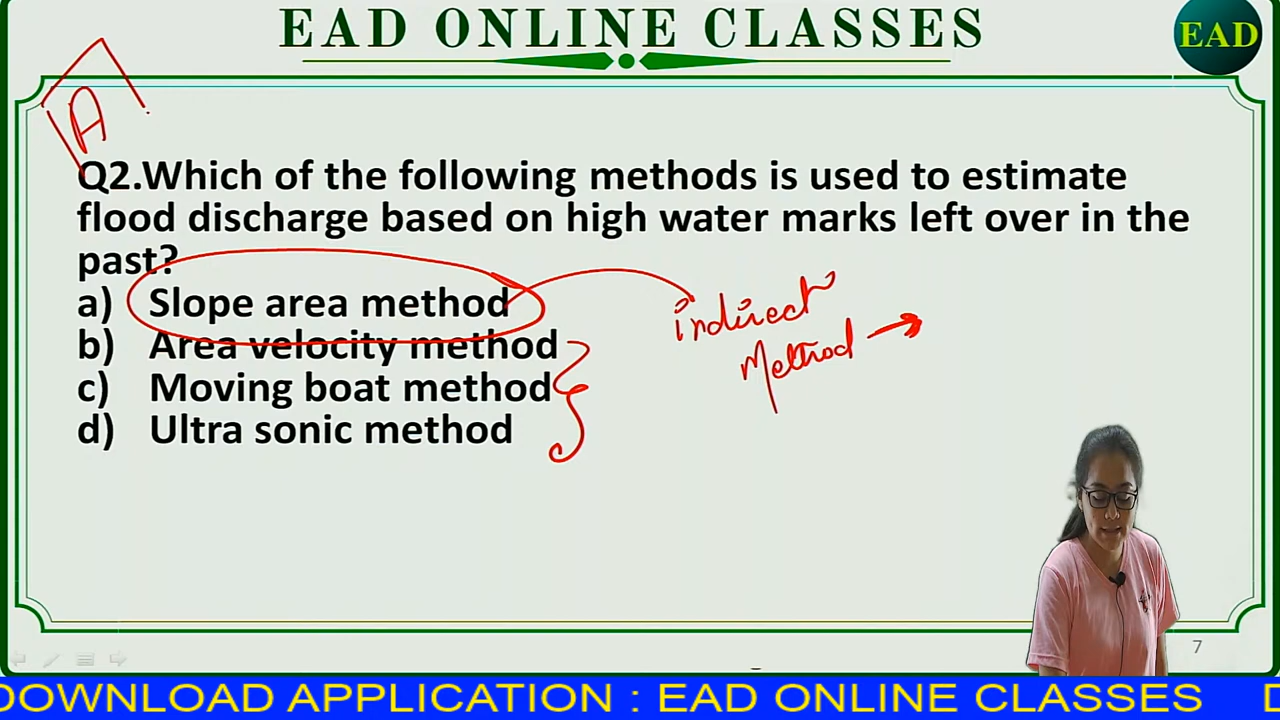 EAD ONLINE CLASSES
EAD
A
Q2.Which of the following methods is used to estimate
flood discharge based on high water marks left over in the
past?
a) Slope area method
b) Area velocity method
c) Moving boat method
d) Ultra sonic method
indirect
Method →
7
DOWNLOAD APPLICATION : EAD ONLINE CLASSES D